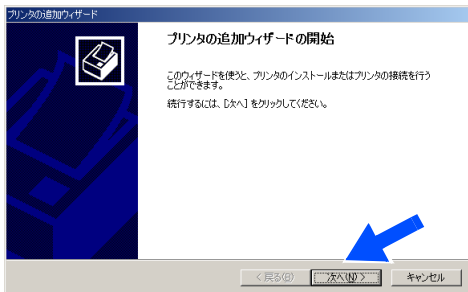 プリンタの追加ウィザード
プリンタの追加ウィザードの開始
このウィザードを使うと、プリンタのインストールまたはプリンタの接続を行う
ことができます。
続行するには、[次へ] をクリックしてください。
< 戻る(B)
次へ(N) >
キャンセル